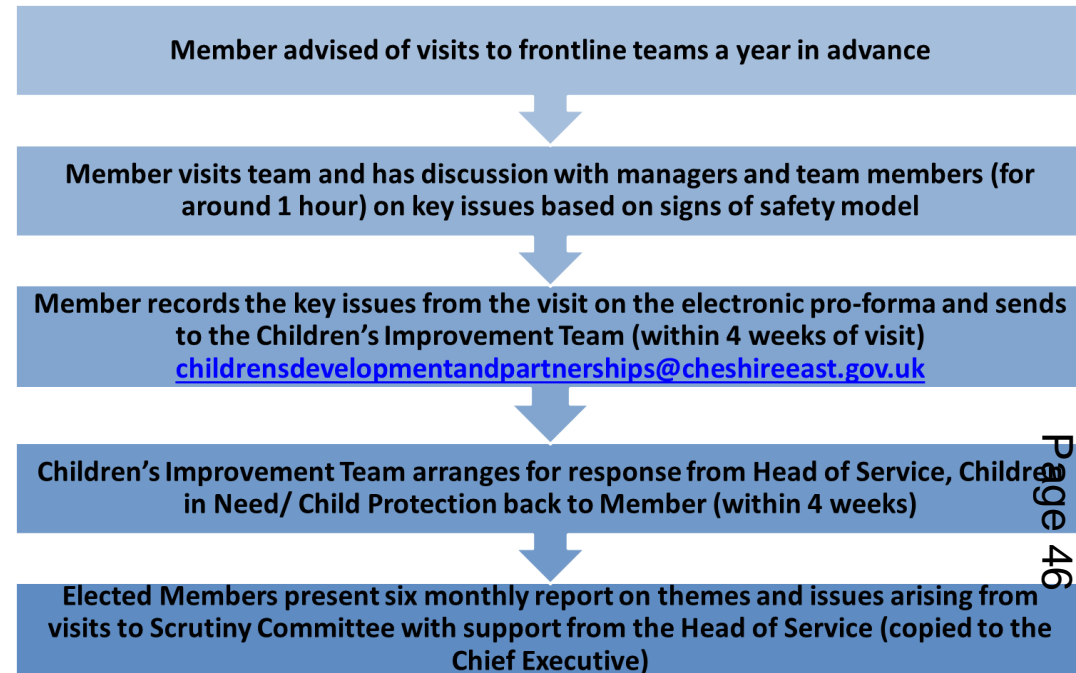 Member advised of visits to frontline teams a year in advance
Member visits team and has discussion with managers and team members (for
around 1 hour) on key issues based on signs of safety model
Member records the key issues from the visit on the electronic pro-forma and sends
to the Children’s Improvement Team (within 4 weeks of visit)
childrensdevelopmentandpartnerships@cheshireeast.gov.uk
Children’s Improvement Team arranges for response from Head of Service, Children
in Need/ Child Protection back to Member (within 4 weeks)
Elected Members present six monthly report on themes and issues arising from
visits to Scrutiny Committee with support from the Head of Service (copied to the
Chief Executive)
Page 46